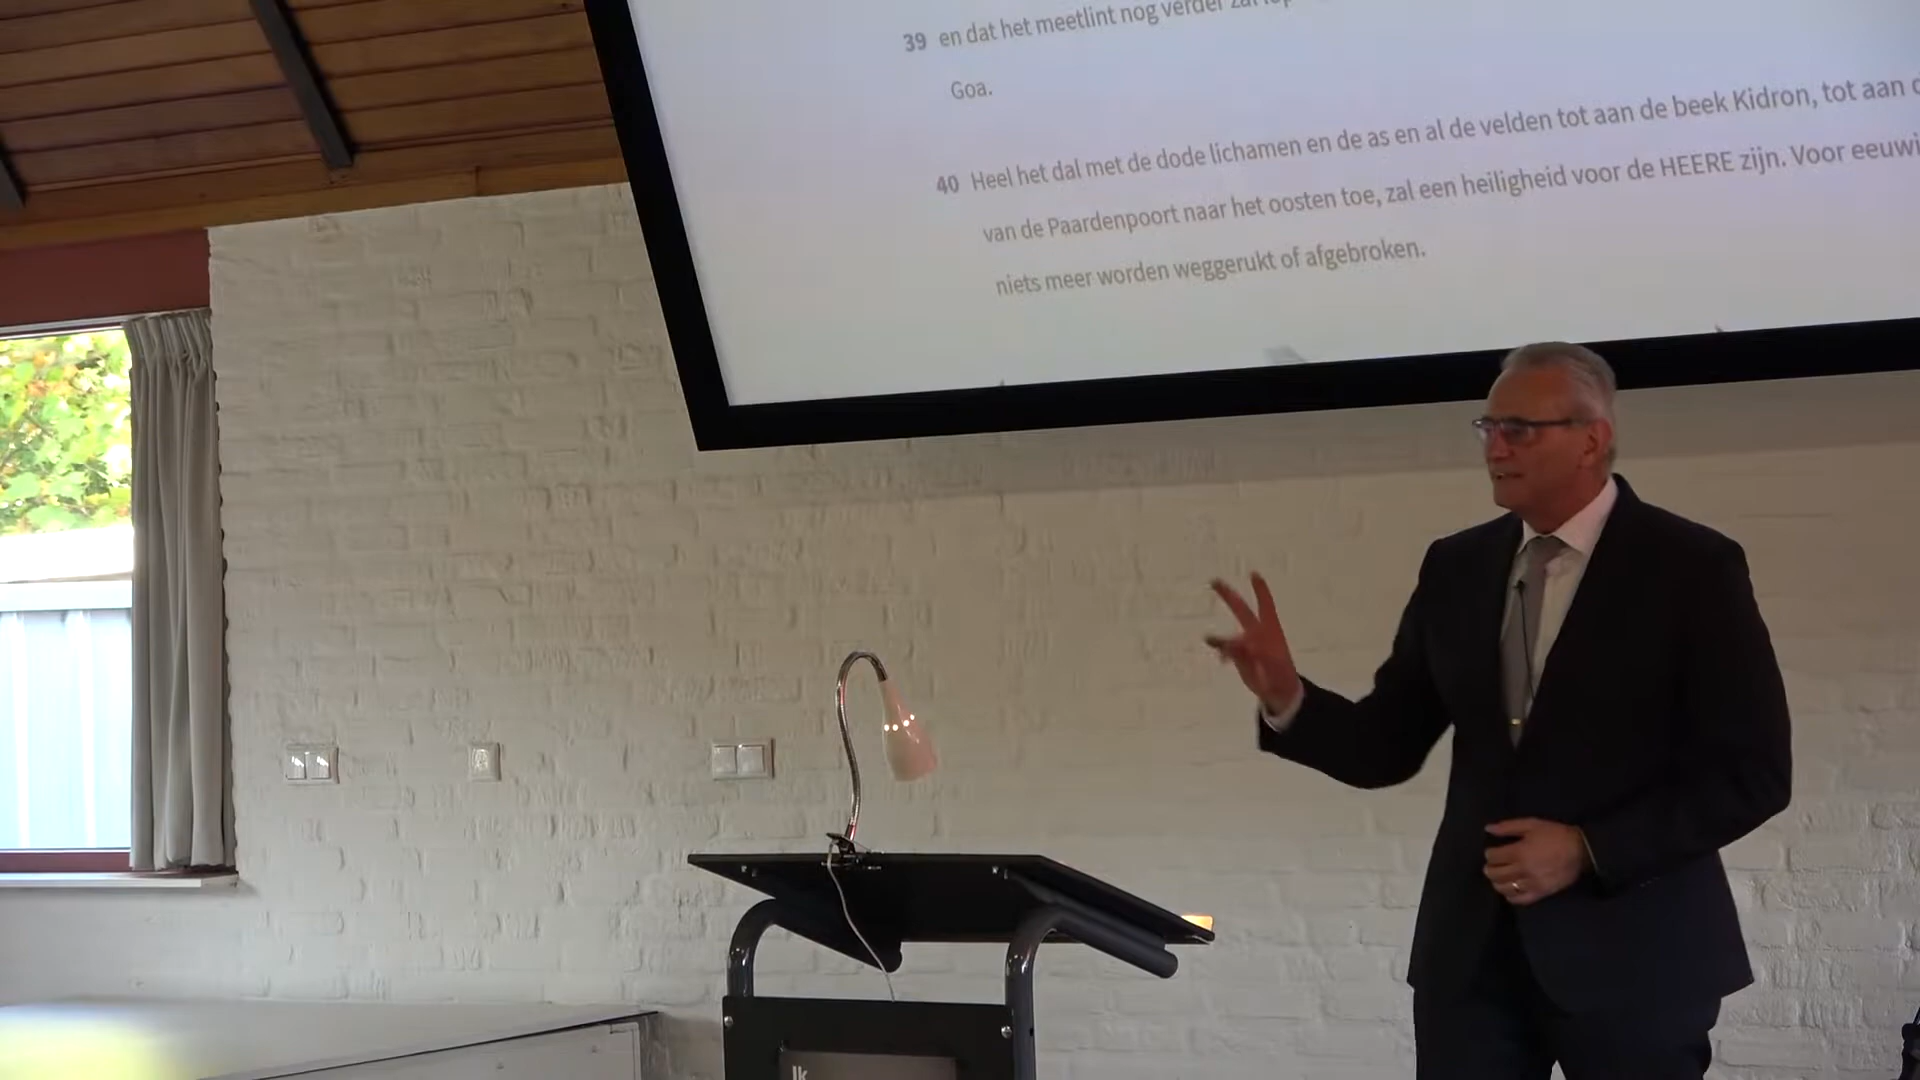 39 en dat het meetlint nog verder zal
Goa.
40 Heel het dal met de dode lichamen en de as en al de velden tot aan de beek Kidron, tot aan
van de Paardenpoort naar het oosten toe, zal een heiligheid voor de HEERE zijn. Voor
niets meer worden weggerukt of afgebroken.
Ik